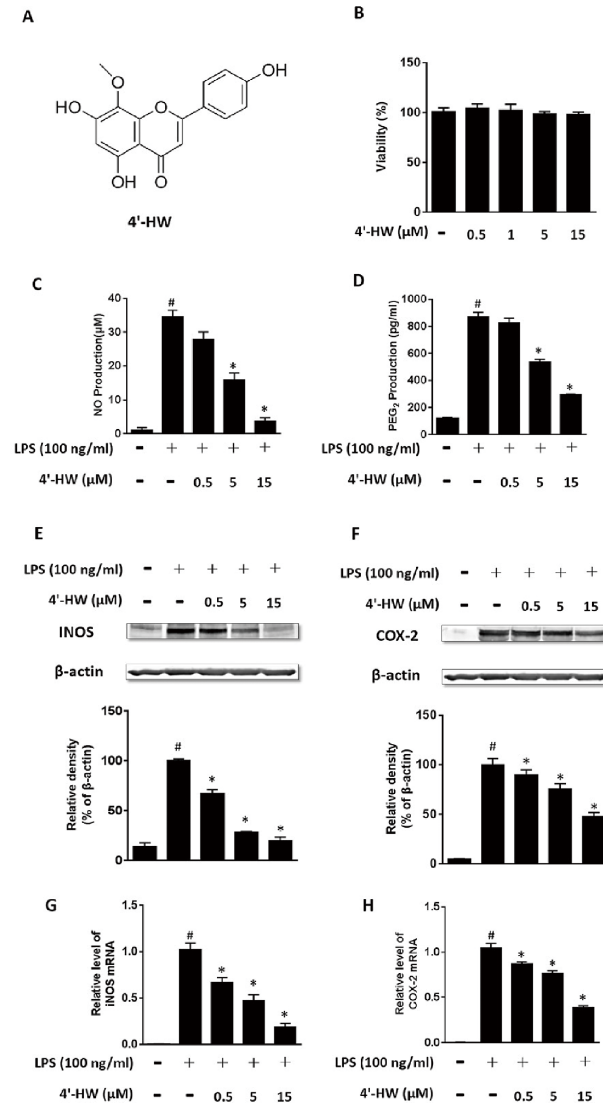 A
O
OH
HO
O
OH
O
4'-HW
B
150
100
50
0
Viability (%)
4'-HW (μM) - 0.5 1 5 15
C
40
30
20
10
0
NO Production(μM)
#
*
*
LPS (100 ng/ml) - + + + +
4'-HW (μM) - - 0.5 5 15
D
1000
800
600
400
200
0
PEG2 Production (pg/ml)
#
*
*
LPS (100 ng/ml) - + + + +
4'-HW (μM) - - 0.5 5 15
E
LPS (100 ng/ml) - + + + +
4'-HW (μM) - - 0.5 5 15
INOS
β-actin
150
100
50
0
Relative density
(% of β-actin)
#
*
*
*
F
LPS (100 ng/ml) - + + + +
4'-HW (μM) - - 0.5 5 15
COX-2
β-actin
150
100
50
0
Relative density
(% of β-actin)
#
*
*
*
G
1.5
1.0
0.5
0.0
Relative level of
iNOS mRNA
#
*
*
*
LPS (100 ng/ml) - + + + +
4'-HW (μM) - - 0.5 5 15
H
1.5
1.0
0.5
0.0
Relative level of
COX-2 mRNA
#
*
*
*
LPS (100 ng/ml) - + + + +
4'-HW (μM) - - 0.5 5 15